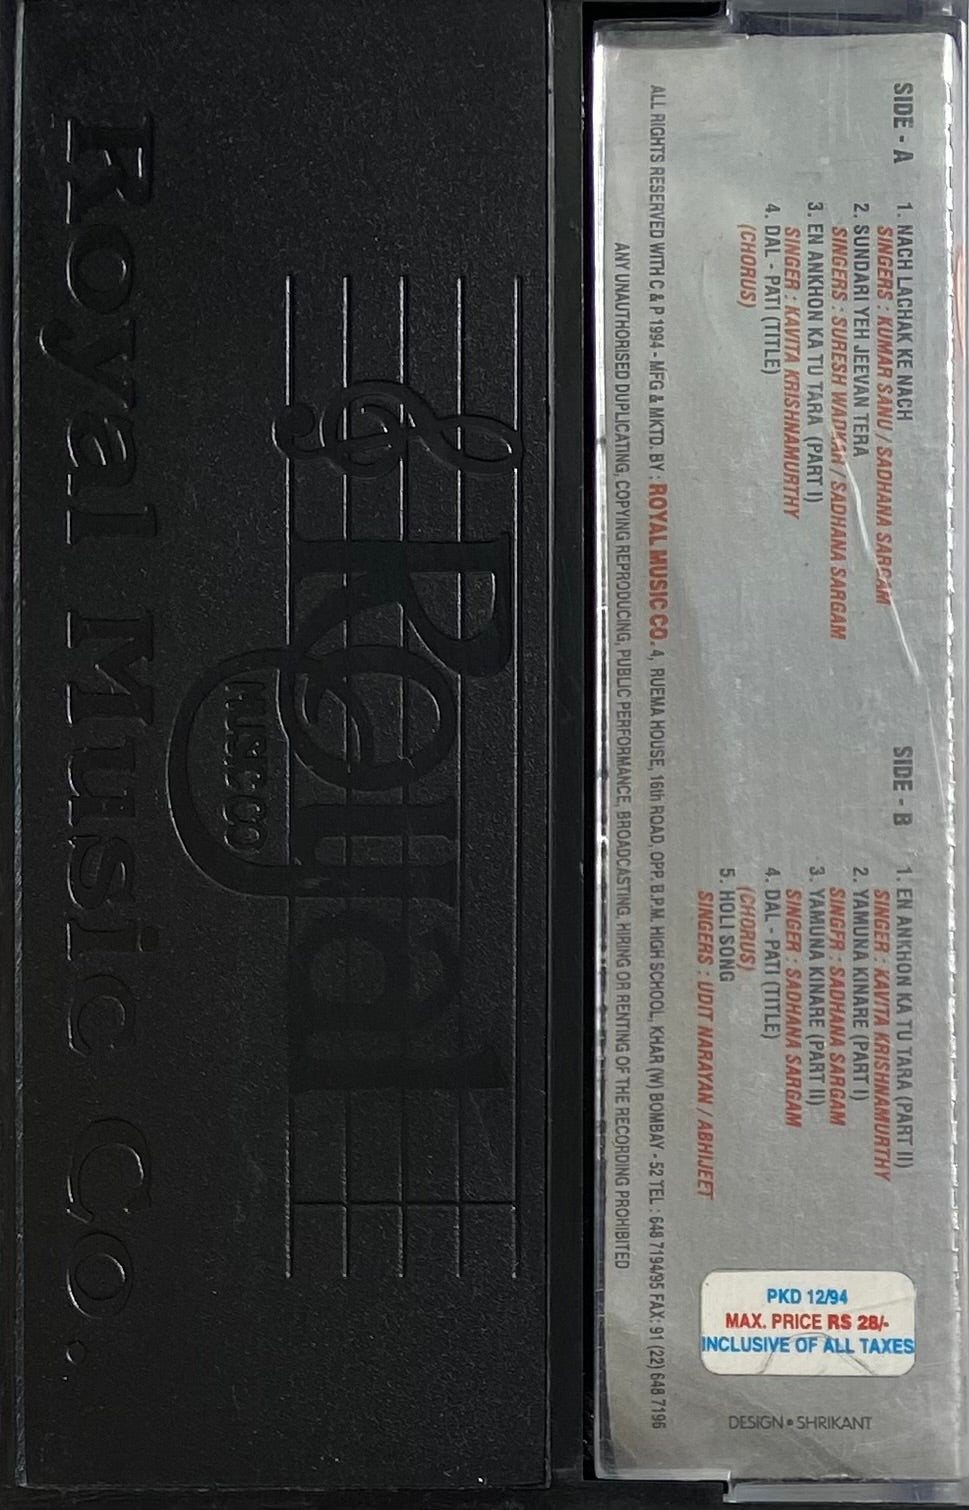 SIDE - A
1. NACH LACHAK KE NACH
SINGERS : KUMAR SANU / SADHANA SARGAM
2. SUNDARI YEH JEEVAN TERA
SINGERS : SURESH WADKAR / SADHANA SARGAM
3. EN ANKHON KA TU TARA (PART I)
SINGER : KAVITA KRISHNAMURTHY
4. DAL - PATI (TITLE)
(CHORUS)
SIDE - B
1. EN ANKHON KA TU TARA (PART II)
SINGER : KAVITA KRISHNAMURTHY
2. YAMUNA KINARE (PART I)
SINGER : SADHANA SARGAM
3. YAMUNA KINARE (PART II)
SINGER : SADHANA SARGAM
4. DAL - PATI (TITLE)
(CHORUS)
5. HOLI SONG
SINGERS : UDIT NARAYAN / ABHIJEET
ALL RIGHTS RESERVED WITH C & P 1994 - MFG & MKTD. BY : ROYAL MUSIC CO. 4, RUEMA HOUSE, 16th ROAD, OPP. B.P.M. HIGH SCHOOL, KHAR (W) BOMBAY - 52 TEL : 648 7194/95 FAX: 91 (22) 648 7196
ANY UNAUTHORISED DUPLICATING, COPYING REPRODUCING, PUBLIC PERFORMANCE, BROADCASTING, HIRING OR RENTING OF THE RECORDING PROHIBITED
PKD 12/94
MAX. PRICE RS 28/-
INCLUSIVE OF ALL TAXES
DESIGN • SHRIKANT
Royal
MUSIC CO
Royal Music Co.